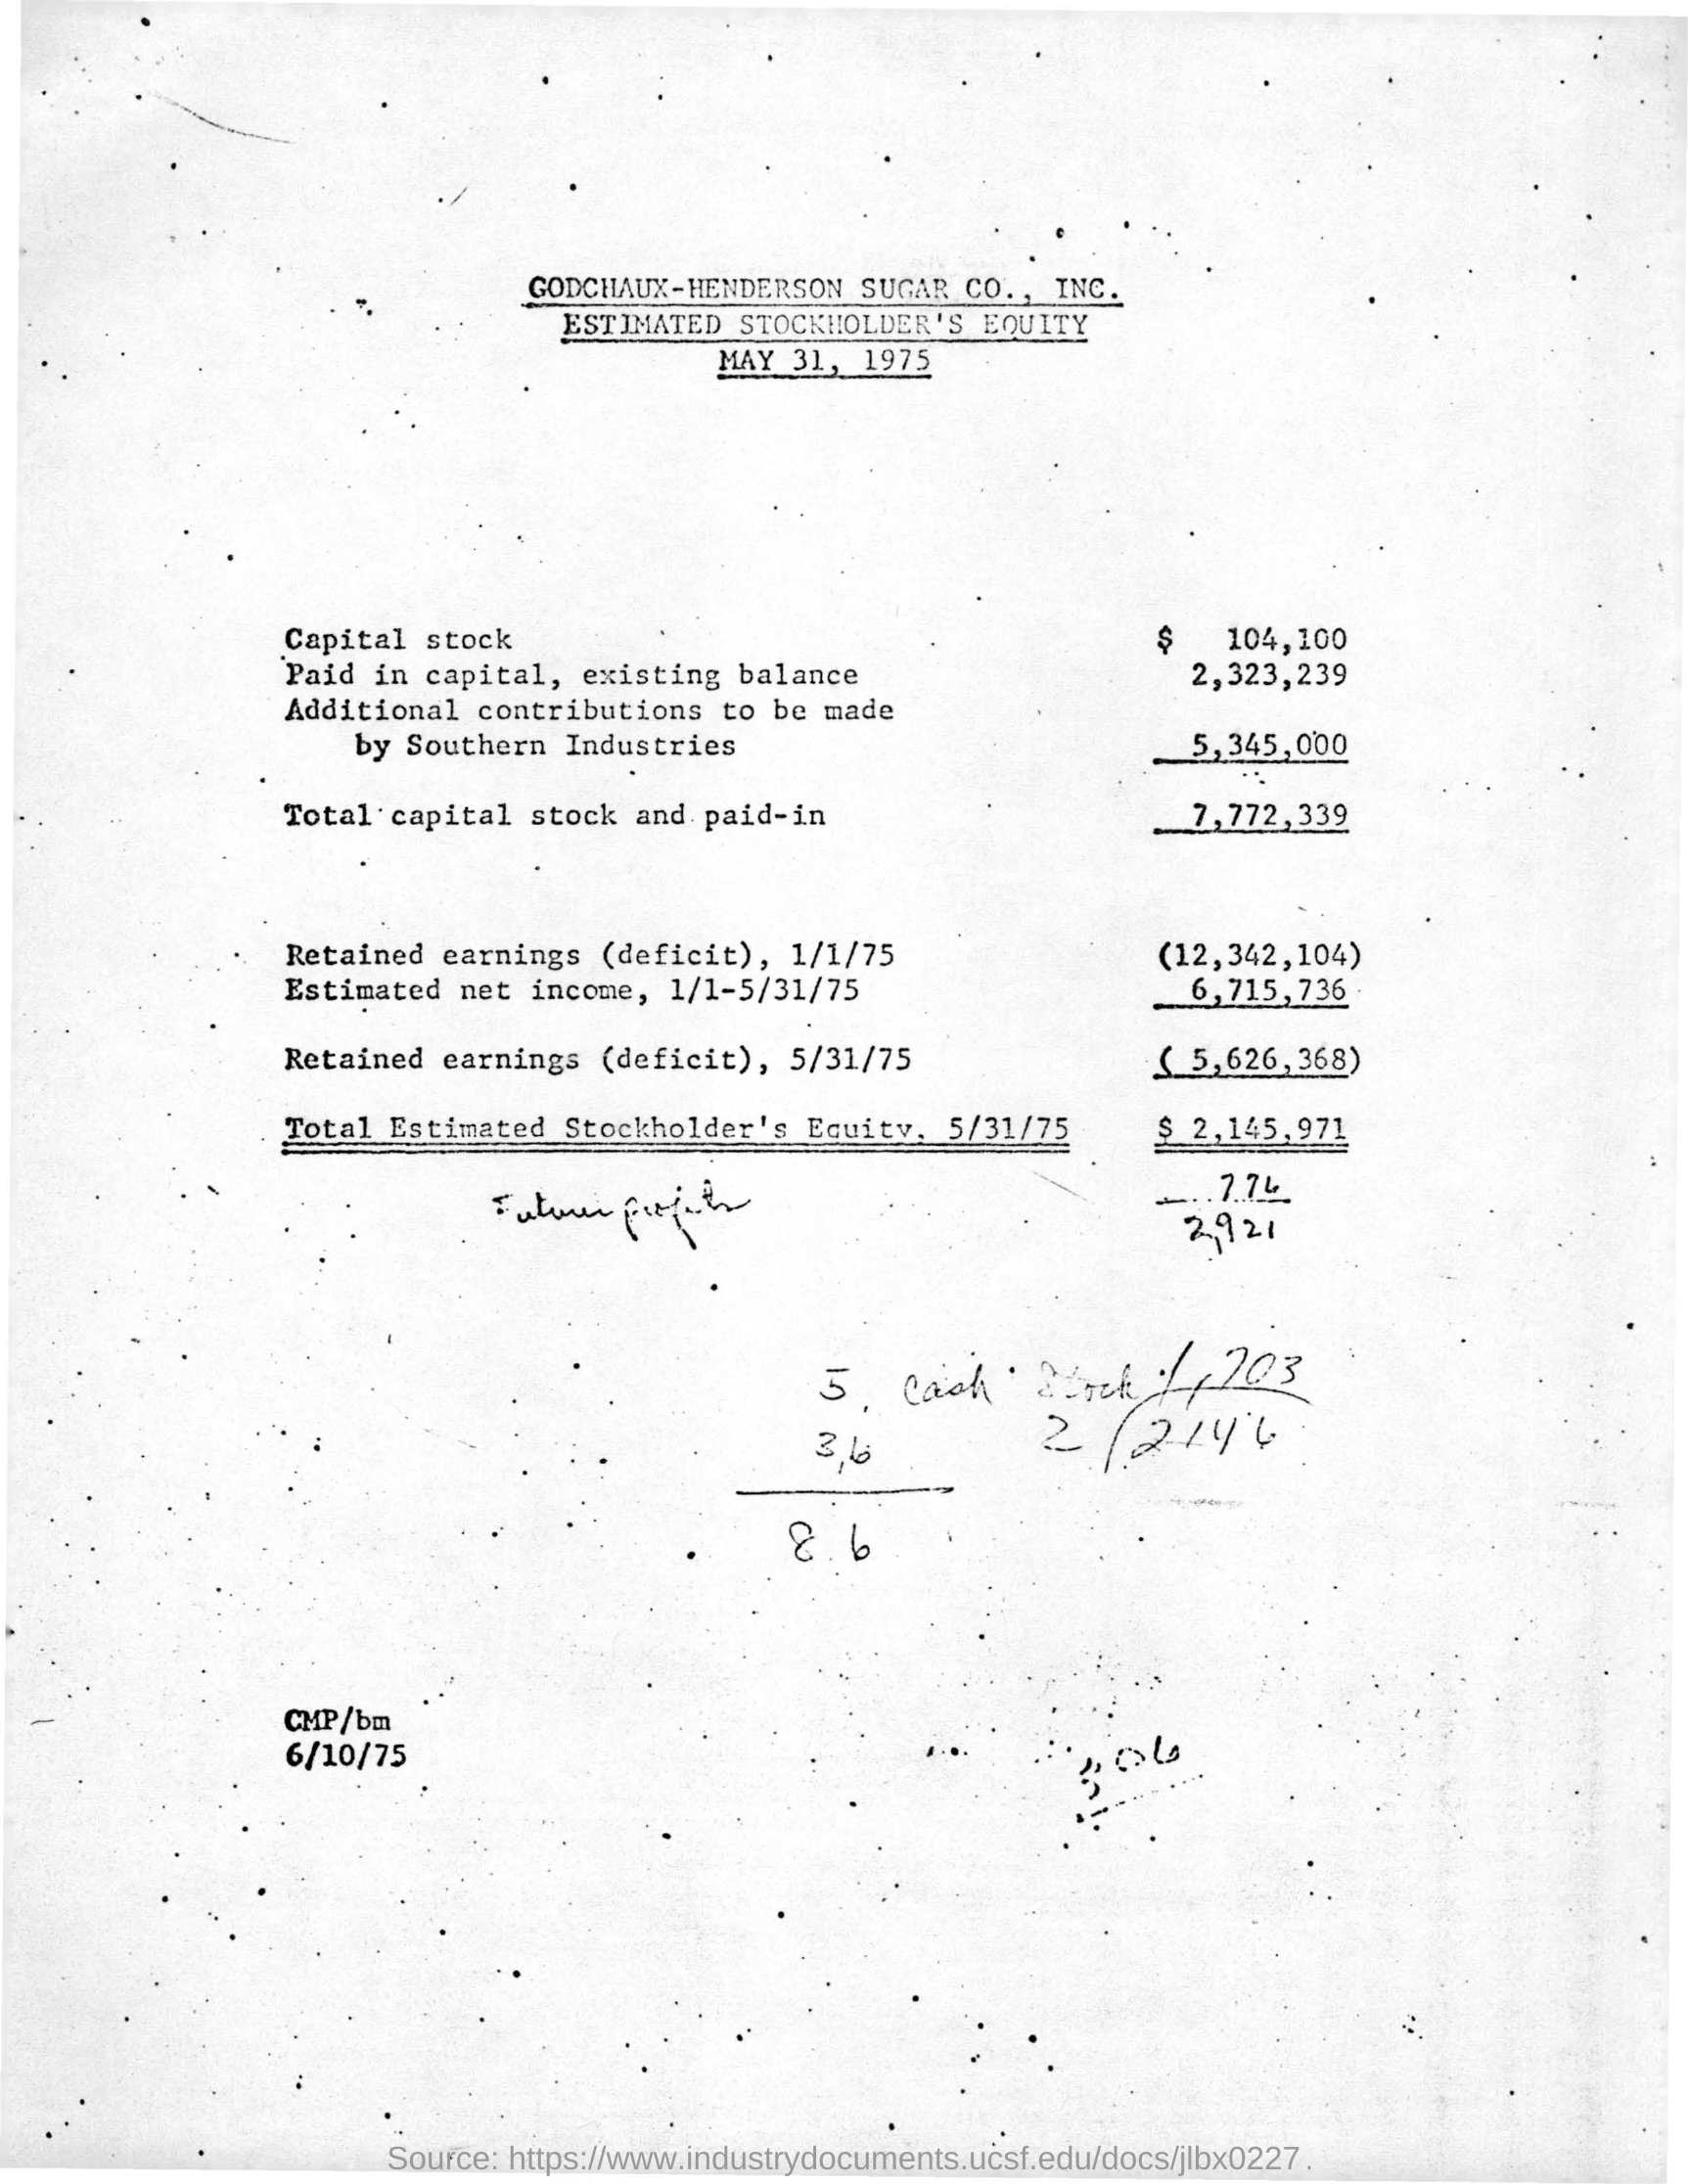 GODCHAUX-HENDERSON SUGAR CO., INC.
ESTIMATED STOCKHOLDER'S EQUITY
MAY 31, 1975
Capital stock $ 104,100
Paid in capital, existing balance 2,323,239
Additional contributions to be made
by Southern Industries 5,345,000
Total capital stock and paid-in 7,772,339
Retained earnings (deficit), 1/1/75 (12,342,104)
Estimated net income, 1/1-5/31/75 6,715,736
Retained earnings (deficit), 5/31/75 ( 5,626,368)
Total Estimated Stockholder's Equity, 5/31/75 $ 2,145,971
Future profits 776
2,921
5, Cash Stock 1,703
3,6 2/2146
8.6
CMP/bm
6/10/75
Source: https://www.industrydocuments.ucsf.edu/docs/jlbx0227.